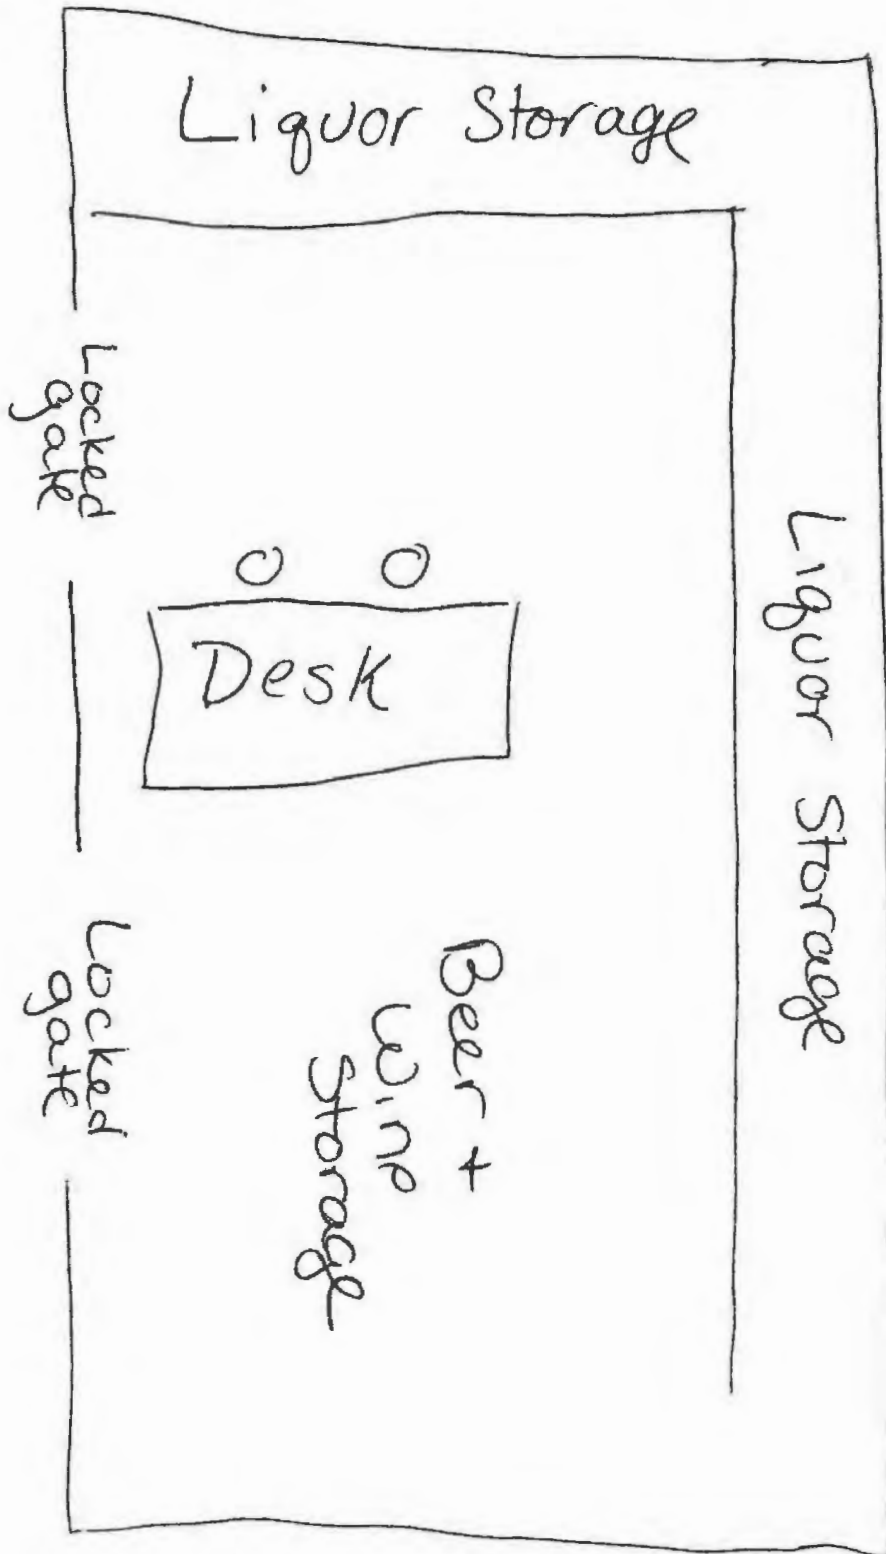 Liquor Storage
Locked
gate
Desk
Liquor Storage
Locked
gate
Beer +
Wine
Storage